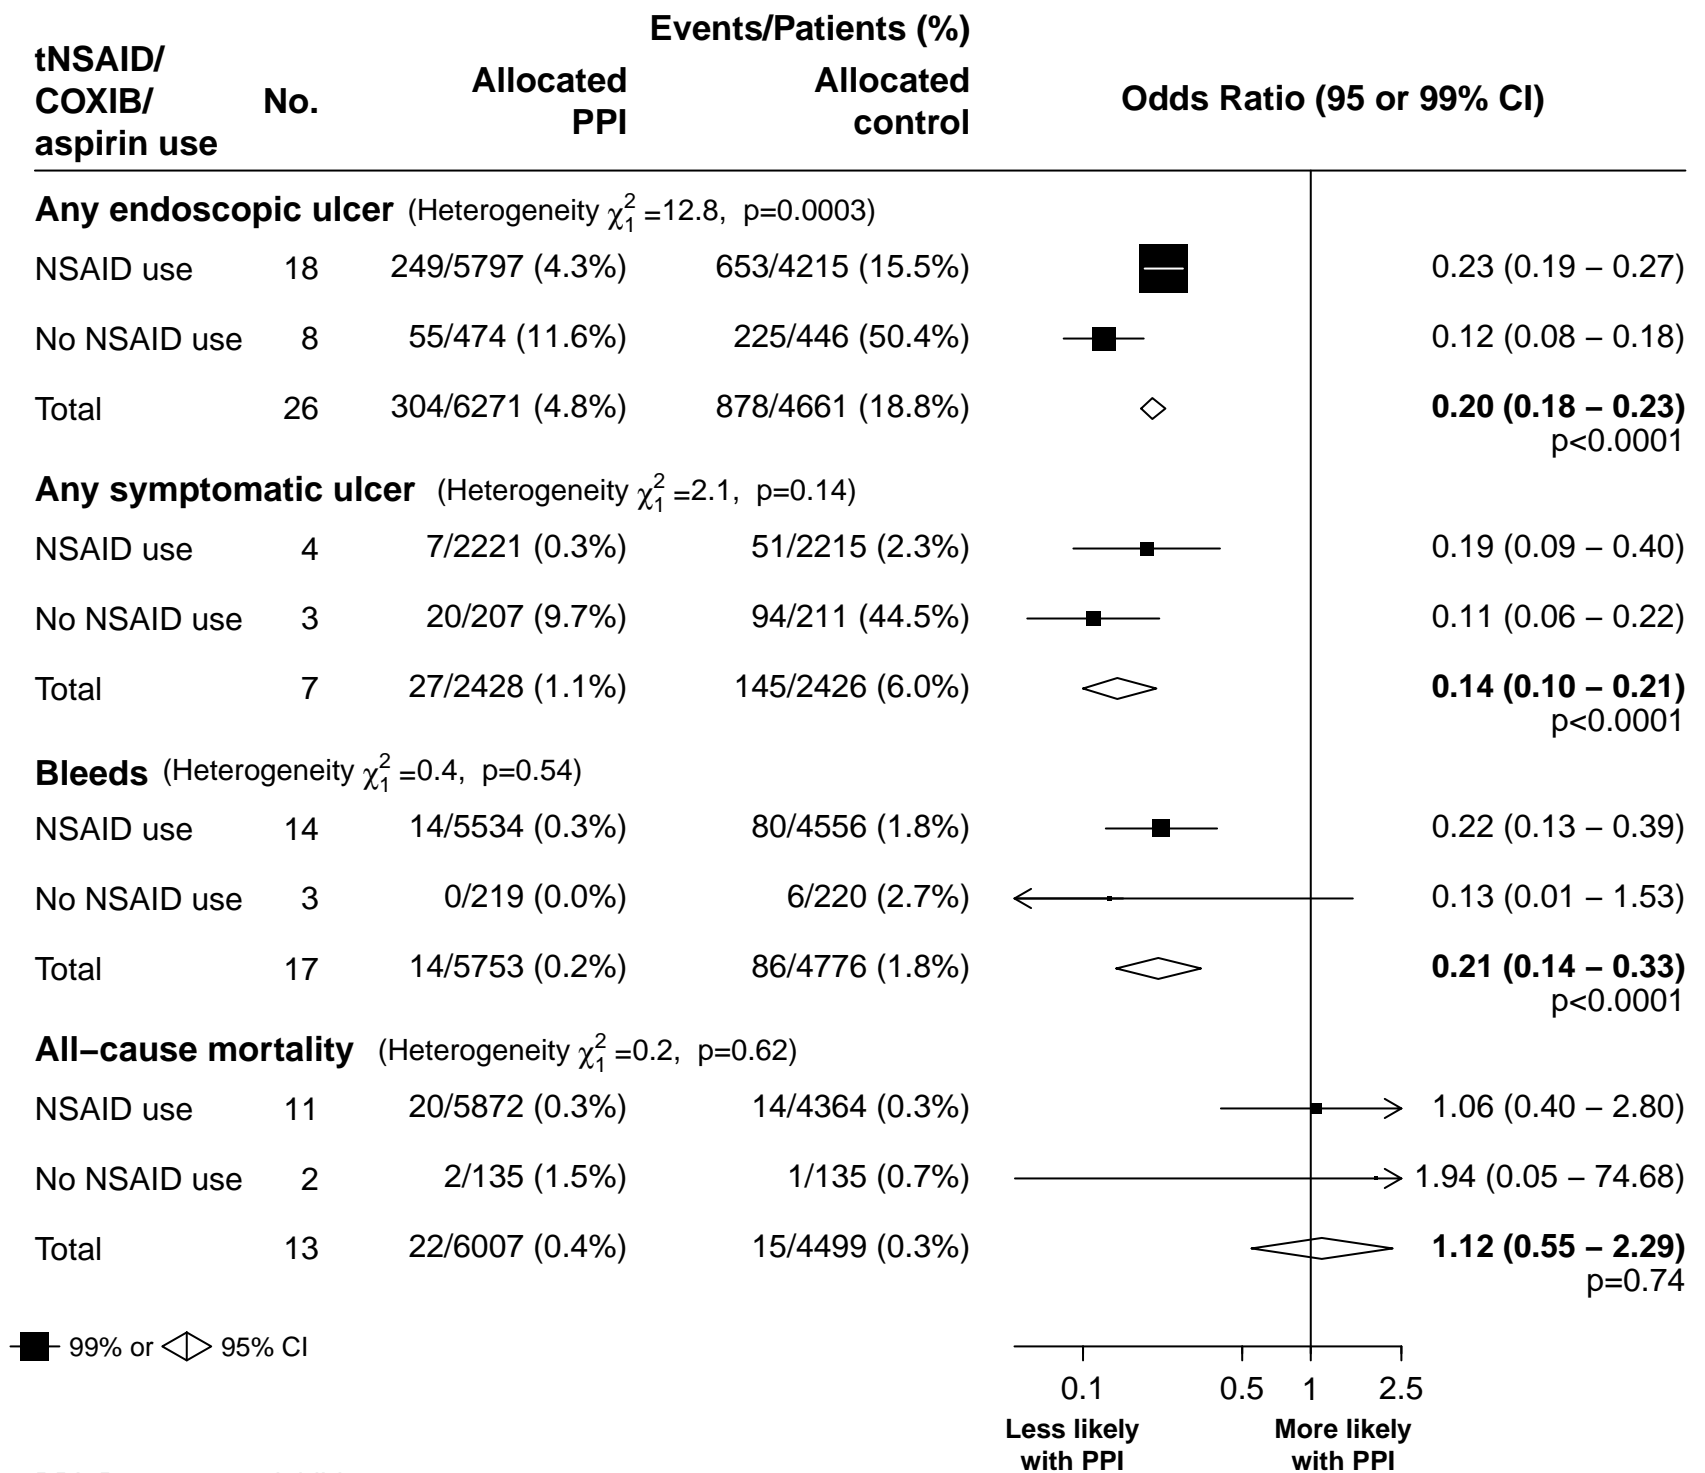 Events/Patients (%)
tNSAID/ COXIB/ aspirin use No. Allocated PPI Allocated control Odds Ratio (95 or 99% CI)
Any endoscopic ulcer (Heterogeneity χ²₁ =12.8, p=0.0003)
NSAID use 18 249/5797 (4.3%) 653/4215 (15.5%) 0.23 (0.19 − 0.27)
No NSAID use 8 55/474 (11.6%) 225/446 (50.4%) 0.12 (0.08 − 0.18)
Total 26 304/6271 (4.8%) 878/4661 (18.8%) 0.20 (0.18 − 0.23)
p<0.0001
Any symptomatic ulcer (Heterogeneity χ²₁ =2.1, p=0.14)
NSAID use 4 7/2221 (0.3%) 51/2215 (2.3%) 0.19 (0.09 − 0.40)
No NSAID use 3 20/207 (9.7%) 94/211 (44.5%) 0.11 (0.06 − 0.22)
Total 7 27/2428 (1.1%) 145/2426 (6.0%) 0.14 (0.10 − 0.21)
p<0.0001
Bleeds (Heterogeneity χ²₁ =0.4, p=0.54)
NSAID use 14 14/5534 (0.3%) 80/4556 (1.8%) 0.22 (0.13 − 0.39)
No NSAID use 3 0/219 (0.0%) 6/220 (2.7%) 0.13 (0.01 − 1.53)
Total 17 14/5753 (0.2%) 86/4776 (1.8%) 0.21 (0.14 − 0.33)
p<0.0001
All−cause mortality (Heterogeneity χ²₁ =0.2, p=0.62)
NSAID use 11 20/5872 (0.3%) 14/4364 (0.3%) 1.06 (0.40 − 2.80)
No NSAID use 2 2/135 (1.5%) 1/135 (0.7%) 1.94 (0.05 − 74.68)
Total 13 22/6007 (0.4%) 15/4499 (0.3%) 1.12 (0.55 − 2.29)
p=0.74
99% or 95% CI
0.1 0.5 1 2.5
Less likely with PPI More likely with PPI